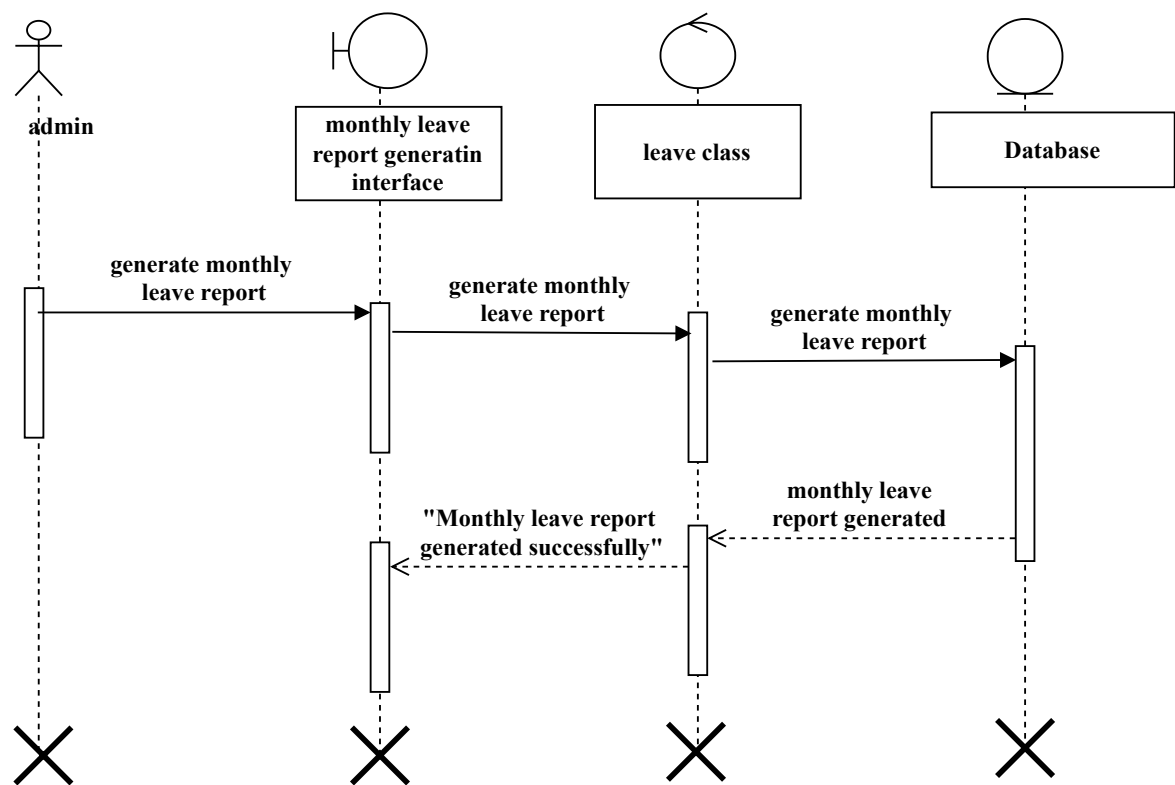 admin
monthly leave
report generatin
interface
leave class
Database
generate monthly
leave report
generate monthly
leave report
generate monthly
leave report
monthly leave
report generated
"Monthly leave report
generated successfully"